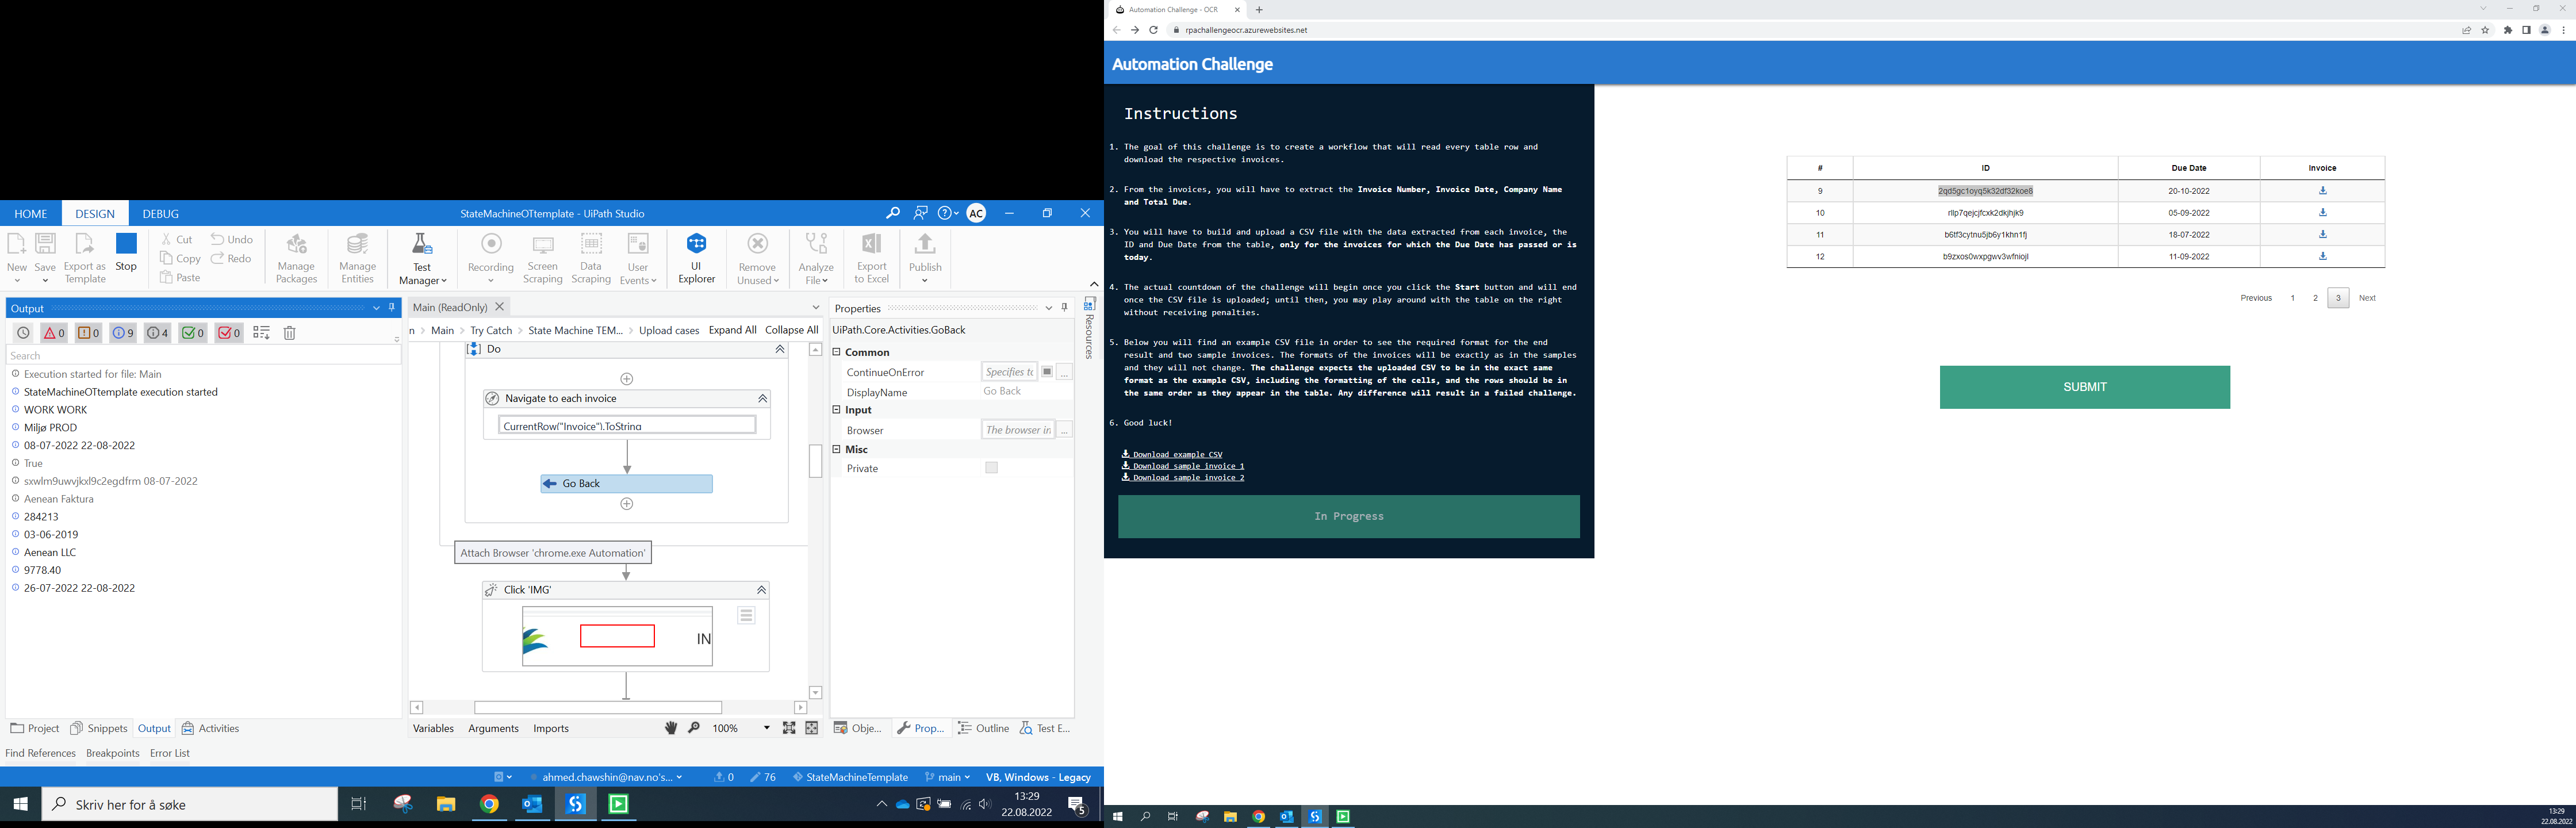 HOME DESIGN DEBUG
StateMachineOTtemplate - UiPath Studio
AC
New
Save
Export as Template
Stop
Cut
Copy
Paste
Undo
Redo
Manage Packages
Manage Entities
Test Manager
Recording
Screen Scraping
Data Scraping
User Events
UI Explorer
Remove Unused
Analyze File
Export to Excel
Publish
Output
0 0 9 4 0 0
Search
Execution started for file: Main
StateMachineOTtemplate execution started
WORK WORK
Miljø PROD
08-07-2022 22-08-2022
True
sxwlm9uwvjkxl9c2egdfrm 08-07-2022
Aenean Faktura
284213
03-06-2019
Aenean LLC
9778.40
26-07-2022 22-08-2022
Project Snippets Output Activities
Find References Breakpoints Error List
Main (ReadOnly)
n > Main > Try Catch > State Machine TEM... > Upload cases Expand All Collapse All
Do
Navigate to each invoice
CurrentRow("Invoice").ToString
Go Back
Attach Browser 'chrome.exe Automation'
Click 'IMG'
IN
Variables Arguments Imports 100%
Properties
UiPath.Core.Activities.GoBack
Common
ContinueOnError Specifies tc ...
DisplayName Go Back
Input
Browser The browser in ...
Misc
Private
Resources
Obje... Prop... Outline Test E...
ahmed.chawshin@nav.no's... 0 76 StateMachineTemplate main VB, Windows - Legacy
Skriv her for å søke
13:29
22.08.2022
5
Automation Challenge - OCR
rpachallengeocr.azurewebsites.net
Automation Challenge
Instructions
1. The goal of this challenge is to create a workflow that will read every table row and
download the respective invoices.
2. From the invoices, you will have to extract the Invoice Number, Invoice Date, Company Name
and Total Due.
3. You will have to build and upload a CSV file with the data extracted from each invoice, the
ID and Due Date from the table, only for the invoices for which the Due Date has passed or is
today.
4. The actual countdown of the challenge will begin once you click the Start button and will end
once the CSV file is uploaded; until then, you may play around with the table on the right
without receiving penalties.
5. Below you will find an example CSV file in order to see the required format for the end
result and two sample invoices. The formats of the invoices will be exactly as in the samples
and they will not change. The challenge expects the uploaded CSV to be in the exact same
format as the example CSV, including the formatting of the cells, and the rows should be in
the same order as they appear in the table. Any difference will result in a failed challenge.
6. Good luck!
Download example CSV
Download sample invoice 1
Download sample invoice 2
In Progress
# ID Due Date Invoice
9 2qd5gc1oyq5k32df32koe8 20-10-2022
10 rllp7qejcjfcxk2dkjhjk9 05-09-2022
11 b6tf3cytnu5jb6y1khn1fj 18-07-2022
12 b9zxos0wxpgwv3wfniojl 11-09-2022
Previous 1 2 3 Next
SUBMIT
13:29
22.08.2022